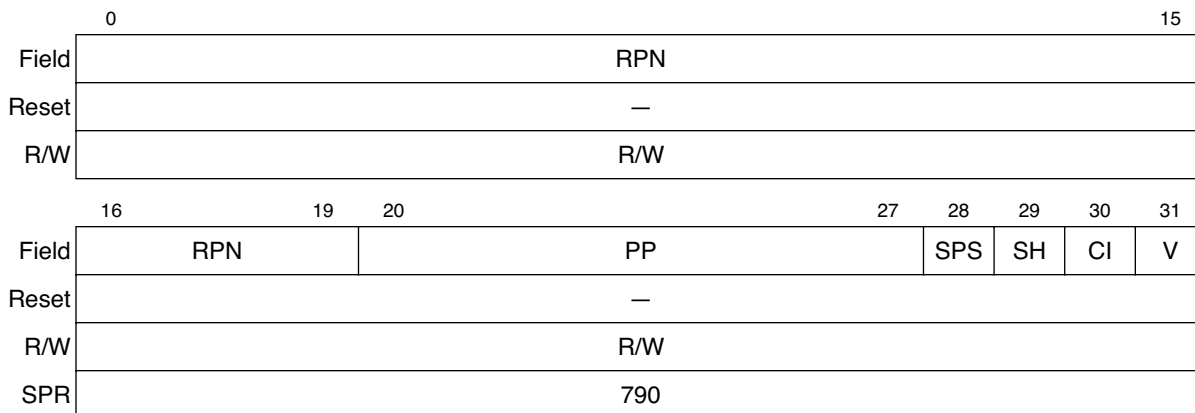 0 15
Field RPN
Reset —
R/W R/W
16 19 20 27 28 29 30 31
Field RPN PP SPS SH CI V
Reset —
R/W R/W
SPR 790